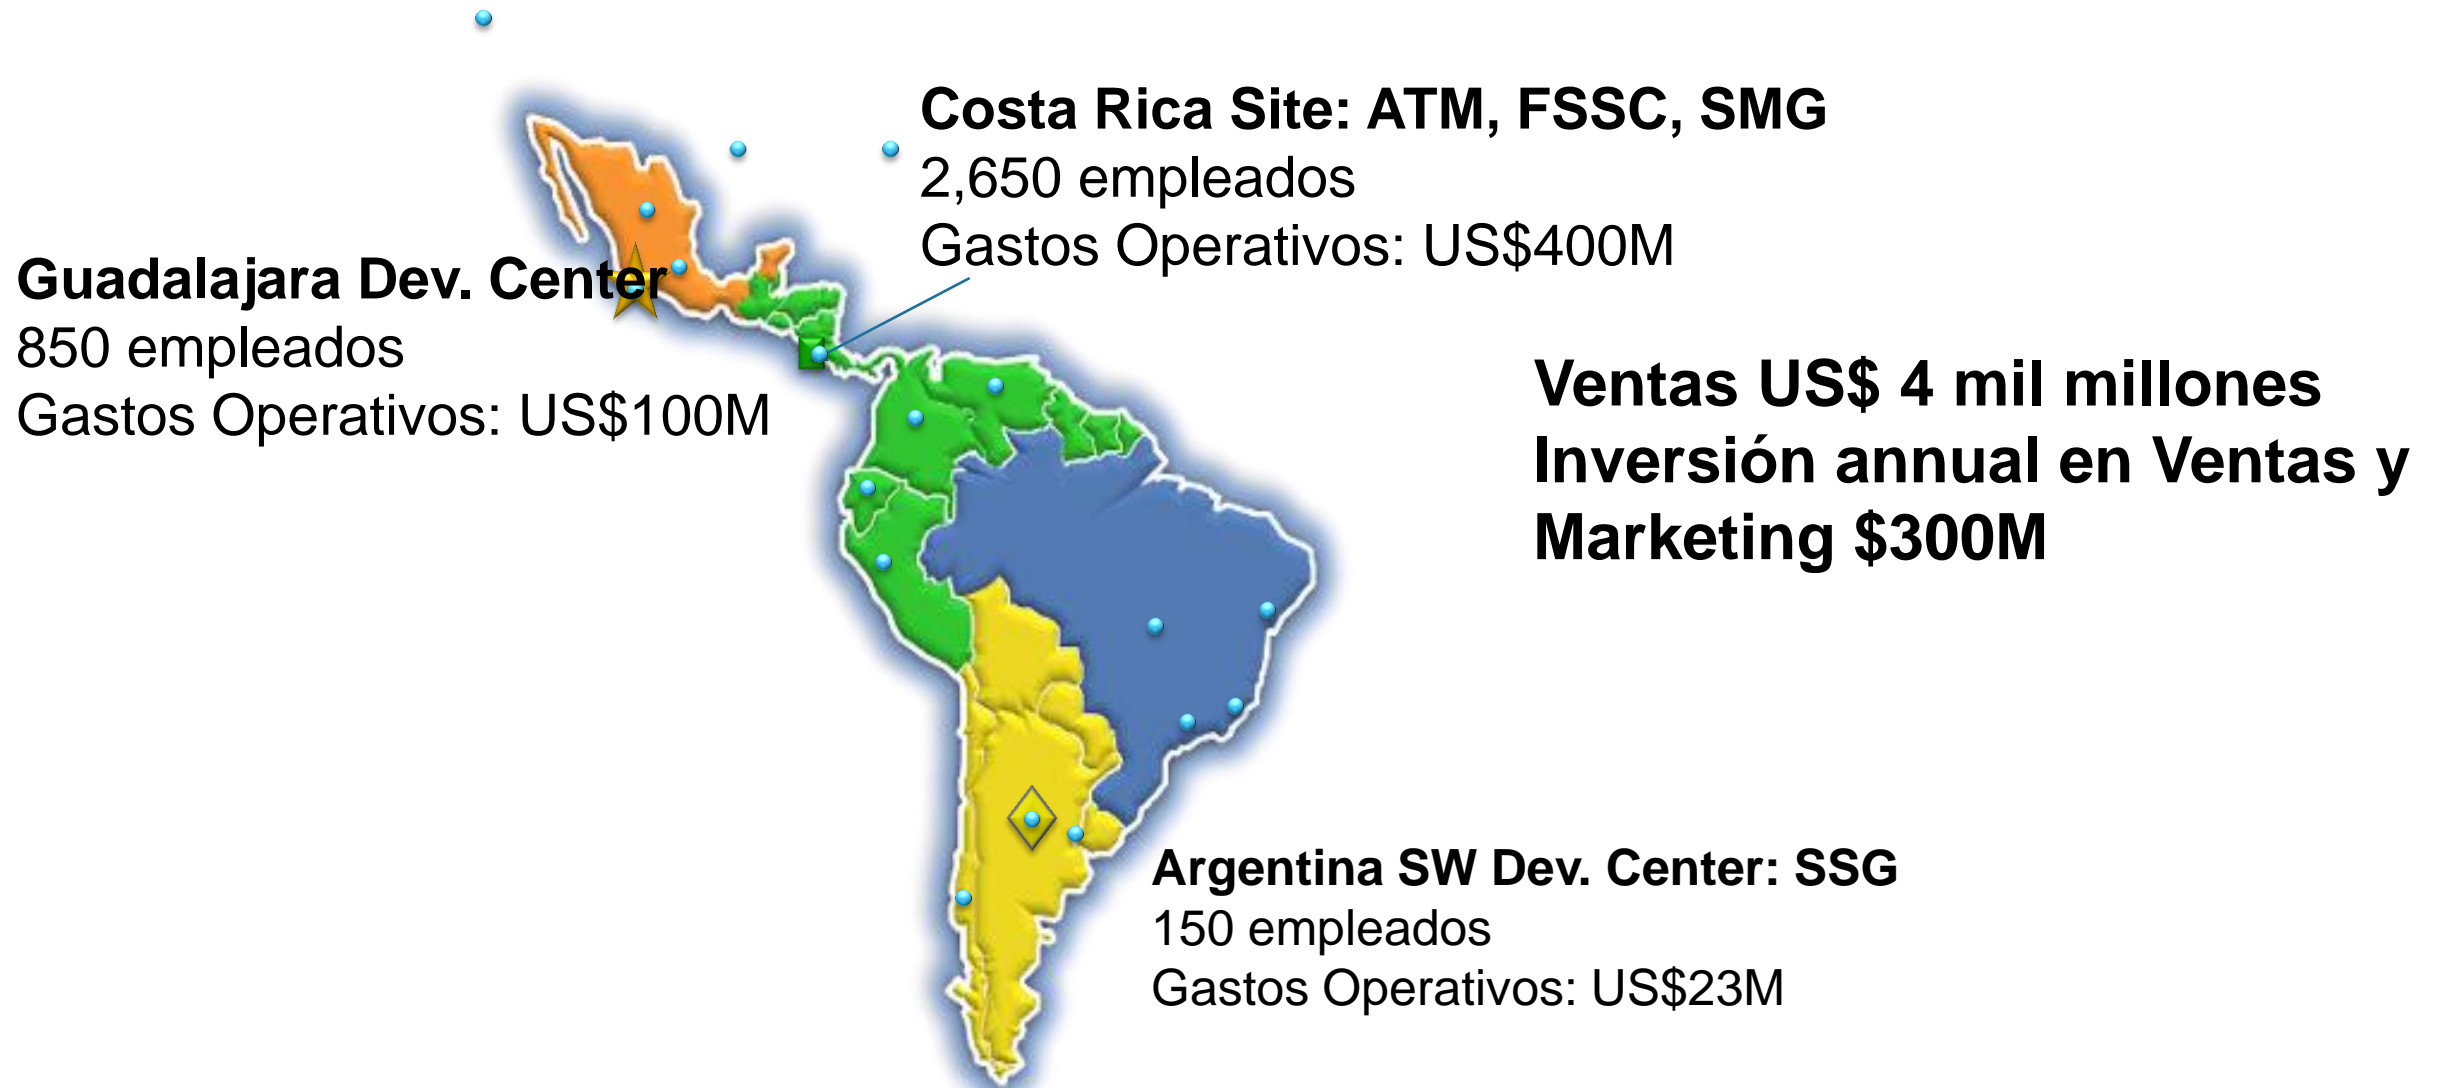 Costa Rica Site: ATM, FSSC, SMG
2,650 empleados
Gastos Operativos: US$400M
Guadalajara Dev. Center
850 empleados
Gastos Operativos: US$100M
Ventas US$ 4 mil millones
Inversión annual en Ventas y
Marketing $300M
Argentina SW Dev. Center: SSG
150 empleados
Gastos Operativos: US$23M